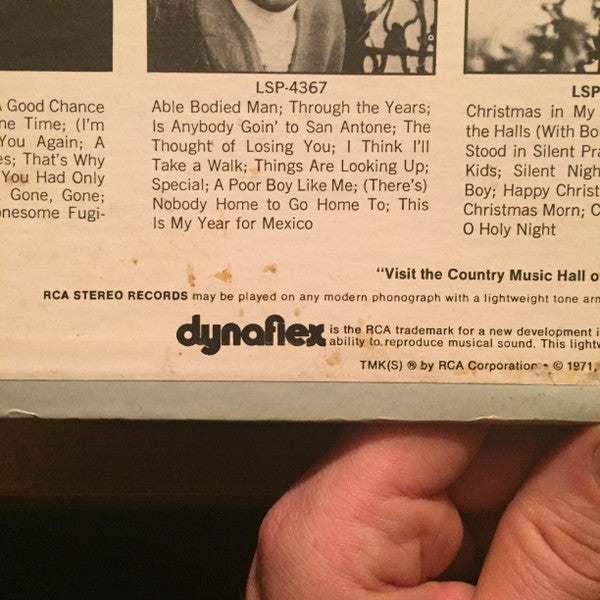 A Good Chance
ne Time; (I'm
You Again; A
es; That's Why
You Had Only
Gone, Gone;
onesome Fugi-
LSP-4367
Able Bodied Man; Through the Years;
Is Anybody Goin' to San Antone; The
Thought of Losing You; I Think I'll
Take a Walk; Things Are Looking Up;
Special; A Poor Boy Like Me; (There's)
Nobody Home to Go Home To; This
Is My Year for Mexico
LSP
Christmas in My
the Halls (With Bo
Stood in Silent Pra
Kids; Silent Nigh
Boy; Happy Christ
Christmas Morn; C
O Holy Night
"Visit the Country Music Hall o
RCA STEREO RECORDS may be played on any modern phonograph with a lightweight tone arm
dynaflex is the RCA trademark for a new development i
ability to reproduce musical sound. This lightw
TMK(S) ® by RCA Corporation • © 1971,